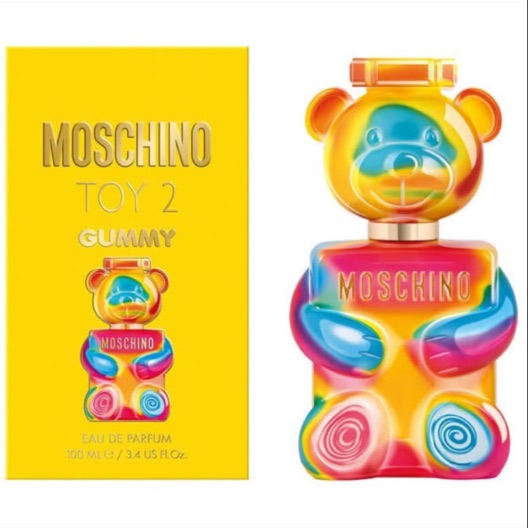 MOSCHINO
TOY 2
GUMMY
MOSCHINO
EAU DE PARFUM
100 ML ℮ / 3.4 US Fl.Oz.
MOSCHINO